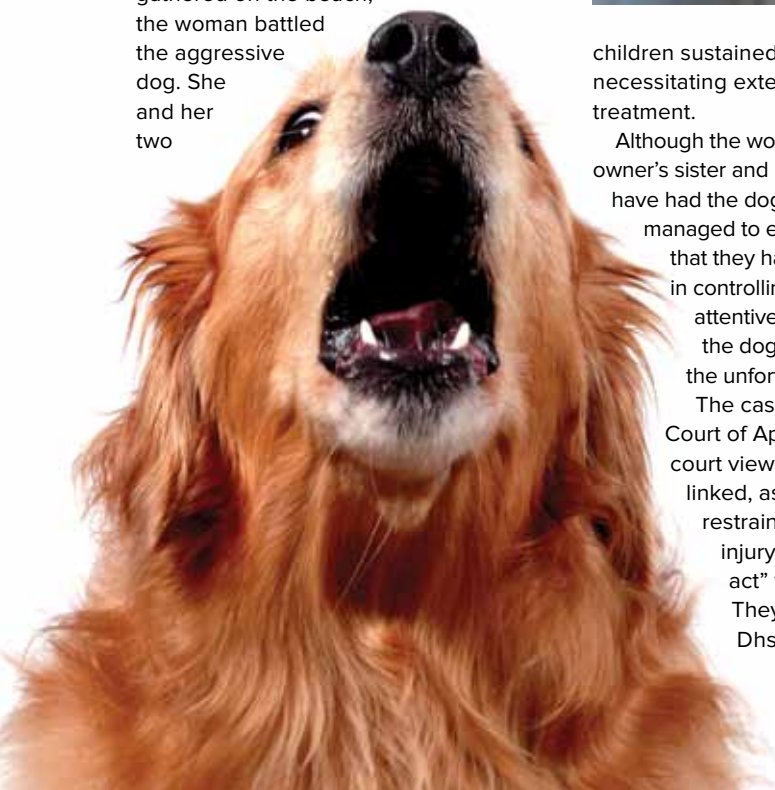 gathered on the beach,
the woman battled
the aggressive
dog. She
and her
two
children sustained
necessitating exte
treatment.
Although the wo
owner’s sister and
have had the dog
managed to e
that they ha
in controllin
attentive
the dog
the unfor
The cas
Court of Ap
court view
linked, as
restrain
injury
act”
They
Dhs